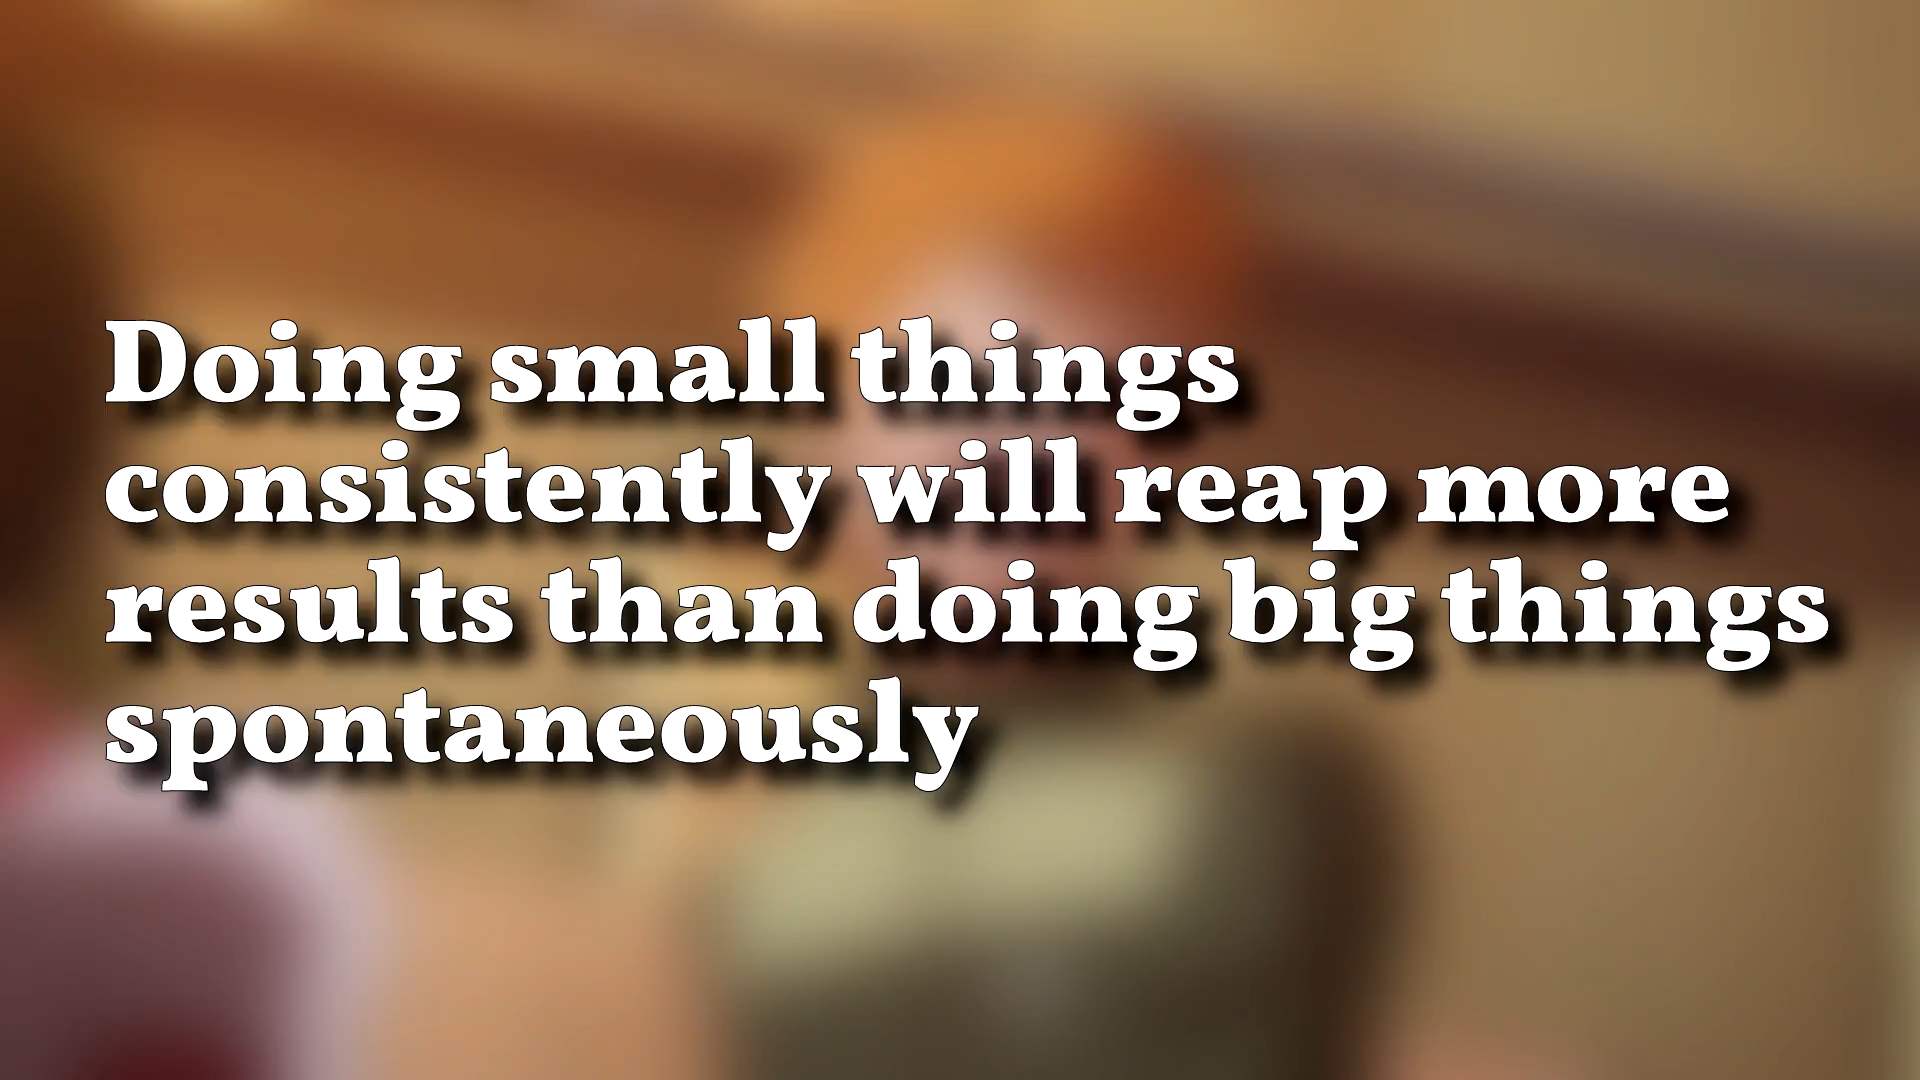 Doing small things
consistently will reap more
results than doing big things
spontaneously